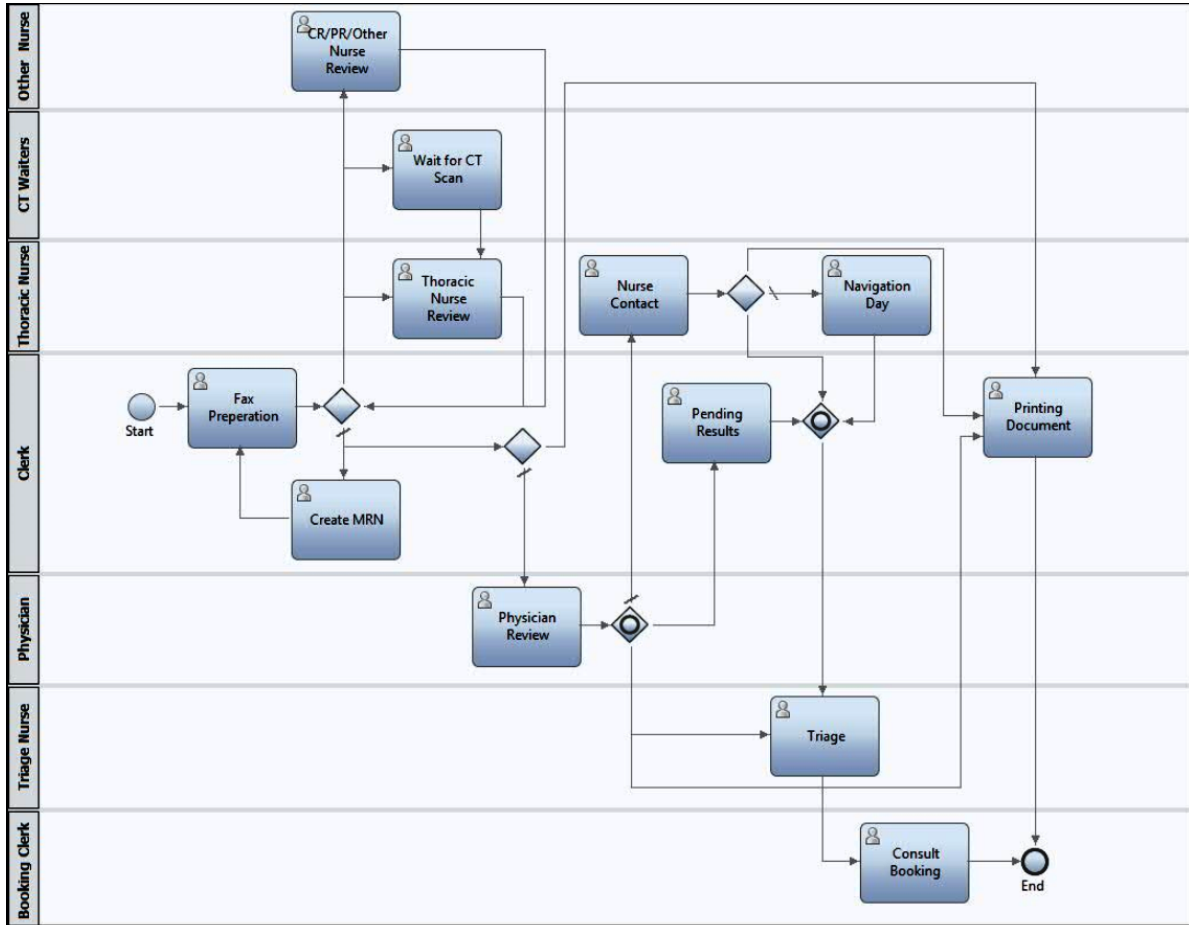 Other Nurse
CR/PR/Other
Nurse
Review
CT Waiters
Wait for CT
Scan
Thoracic Nurse
Thoracic
Nurse
Review
Nurse
Contact
Navigation
Day
Clerk
Start
Fax
Preperation
Create MRN
Pending
Results
Printing
Document
Physician
Physician
Review
Triage Nurse
Triage
Booking Clerk
Consult
Booking
End